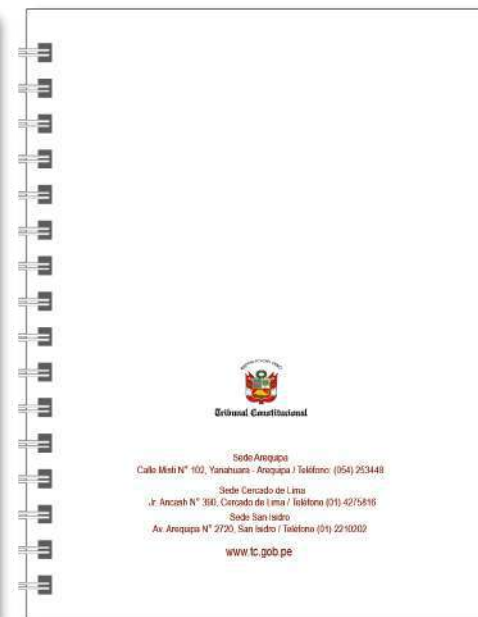 Tribunal Constitucional
Sede Arequipa
Calle Misti N° 102, Yanahuara - Arequipa / Teléfono: (054) 253448
Sede Cercado de Lima
Jr. Ancash N° 390, Cercado de Lima / Teléfono (01) 4275816
Sede San Isidro
Av. Arequipa N° 2720, San Isidro / Teléfono (01) 2210202
www.tc.gob.pe